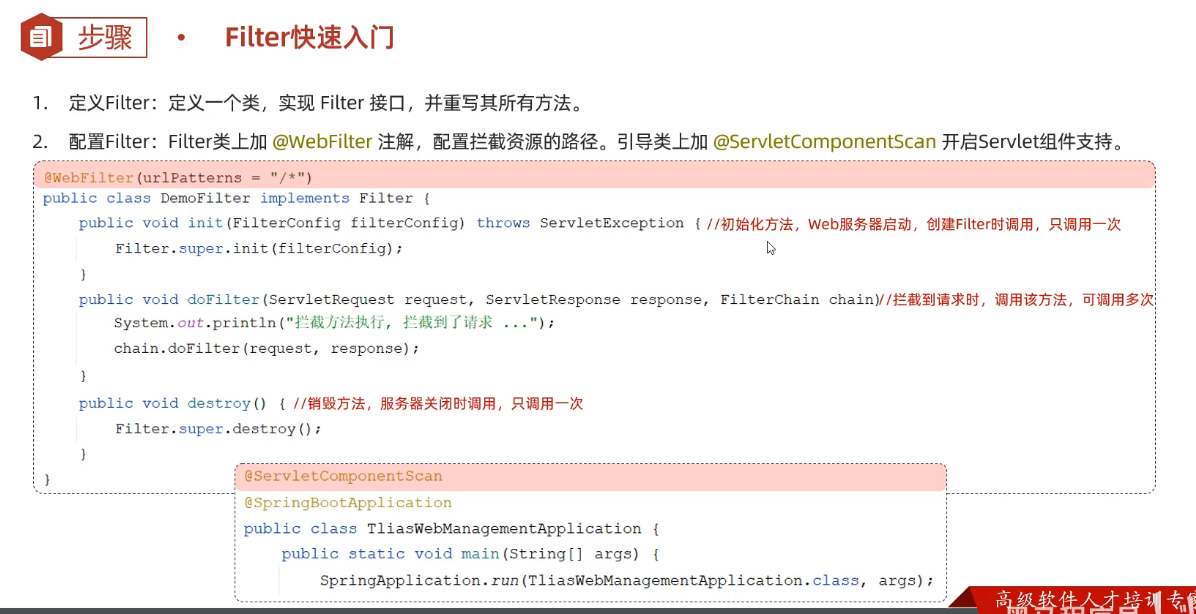 步骤 • Filter快速入门
1. 定义Filter：定义一个类，实现 Filter 接口，并重写其所有方法。
2. 配置Filter：Filter类上加 @WebFilter 注解，配置拦截资源的路径。引导类上加 @ServletComponentScan 开启Servlet组件支持。
@WebFilter(urlPatterns = "/*")
public class DemoFilter implements Filter {
public void init(FilterConfig filterConfig) throws ServletException { //初始化方法，Web服务器启动，创建Filter时调用，只调用一次
Filter.super.init(filterConfig);
}
public void doFilter(ServletRequest request, ServletResponse response, FilterChain chain)//拦截到请求时，调用该方法，可调用多次
System.out.println("拦截方法执行, 拦截到了请求 ...");
chain.doFilter(request, response);
}
public void destroy() { //销毁方法，服务器关闭时调用，只调用一次
Filter.super.destroy();
}
}
@ServletComponentScan
@SpringBootApplication
public class TliasWebManagementApplication {
public static void main(String[] args) {
SpringApplication.run(TliasWebManagementApplication.class, args);
高级软件人才培训专